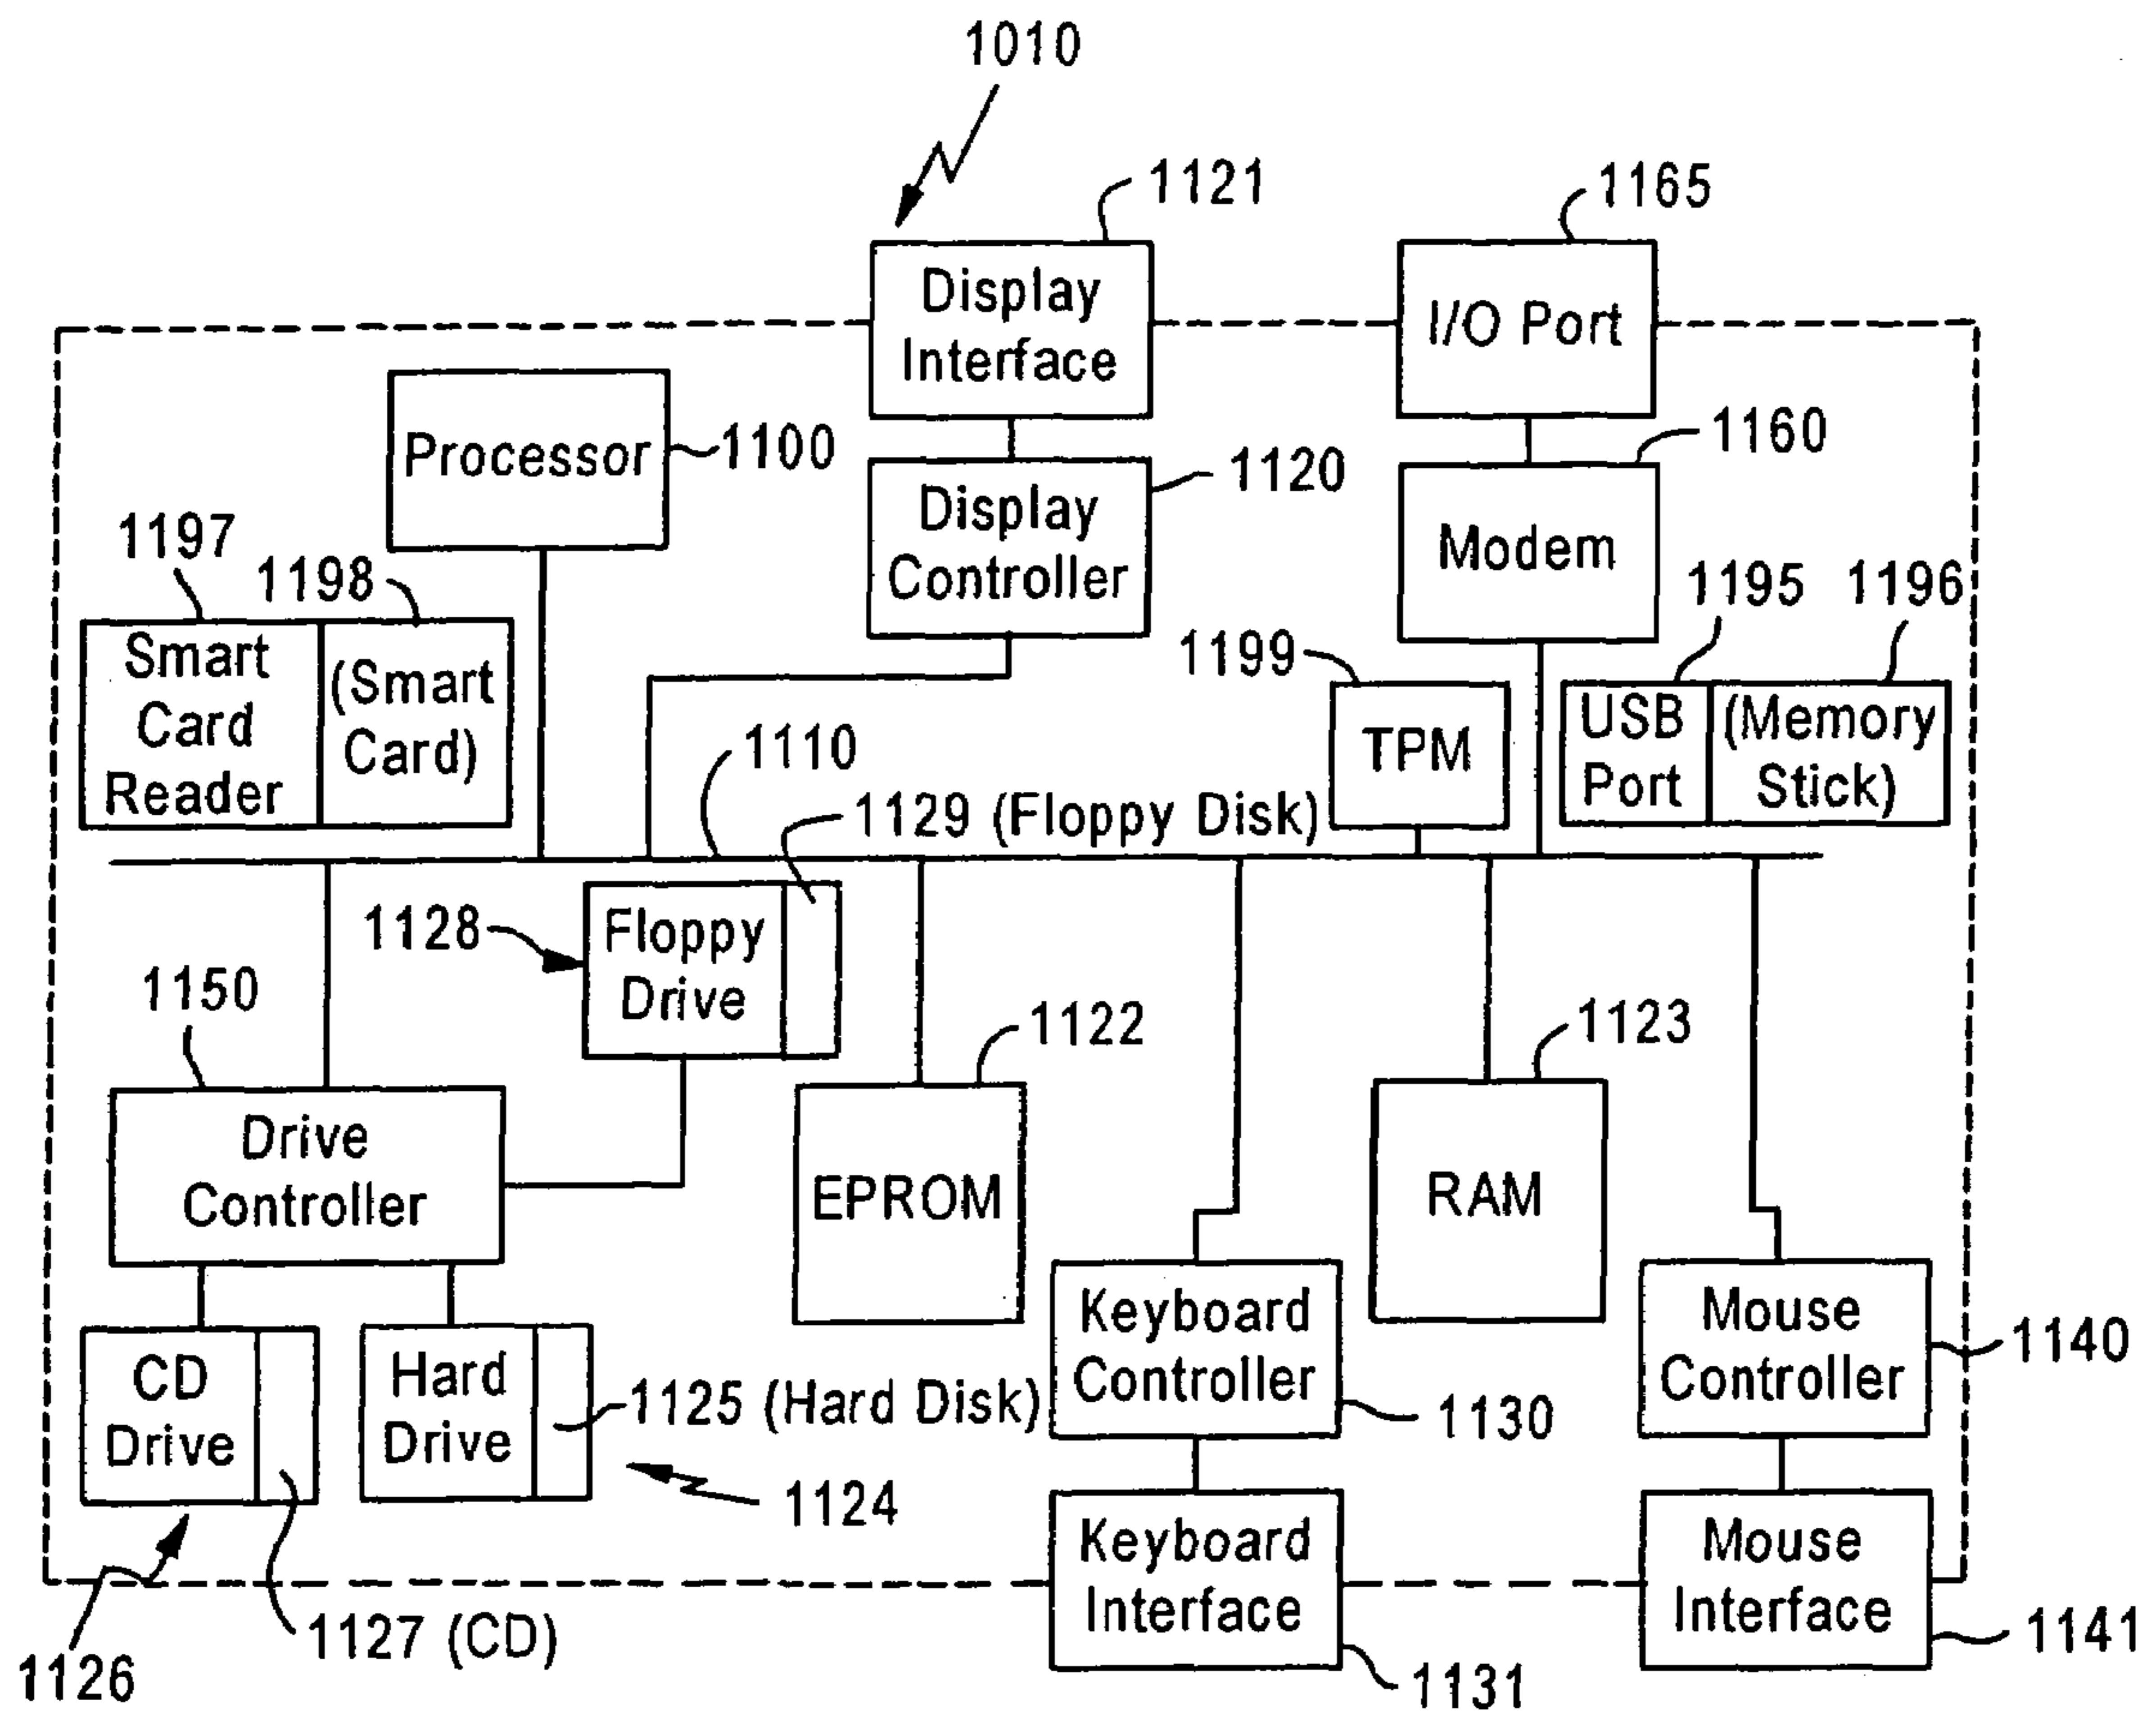 1010
1121
1165
Display
Interface
I/O Port
Processor
1100
1160
1120
Display
Controller
Modem
1197
1198
1195
1196
1199
Smart
Card
Reader
(Smart
Card)
TPM
USB
Port
(Memory
Stick)
1110
1129 (Floppy Disk)
1128
Floppy
Drive
1150
1122
1123
Drive
Controller
EPROM
RAM
Keyboard
Controller
Mouse
Controller
1140
CD
Drive
Hard
Drive
1125 (Hard Disk)
1130
1124
Keyboard
Interface
Mouse
Interface
1127 (CD)
1126
1131
1141